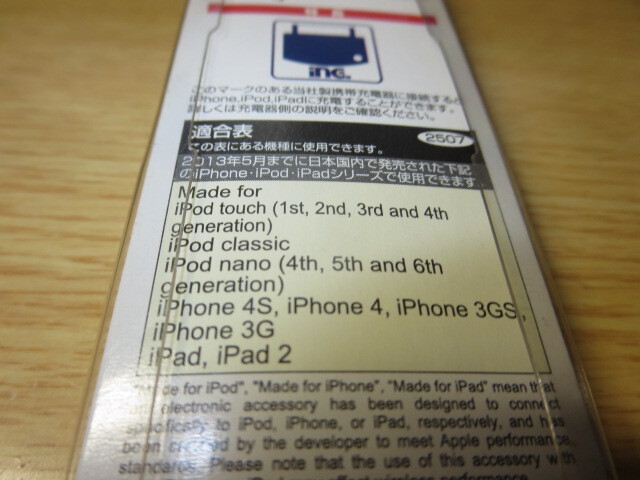 ing.
このマークのある当社製携帯充電器に接続すると
iPhone,iPod,iPadに充電することができます。
詳しくは充電器側の説明をご確認ください。
適合表
2507
この表にある機種に使用できます。
2013年5月までに日本国内で発売された下記
のiPhone・iPod・iPadシリーズで使用できます
Made for
iPod touch (1st, 2nd, 3rd and 4th
generation)
iPod classic
iPod nano (4th, 5th and 6th
generation)
iPhone 4S, iPhone 4, iPhone 3GS,
iPhone 3G
iPad, iPad 2
"Made for iPod", "Made for iPhone", "Made for iPad" mean that
an electronic accessory has been designed to connect
specifically to iPod, iPhone, or iPad, respectively, and has
been certified by the developer to meet Apple performance
standards. Please note that the use of this accessory with